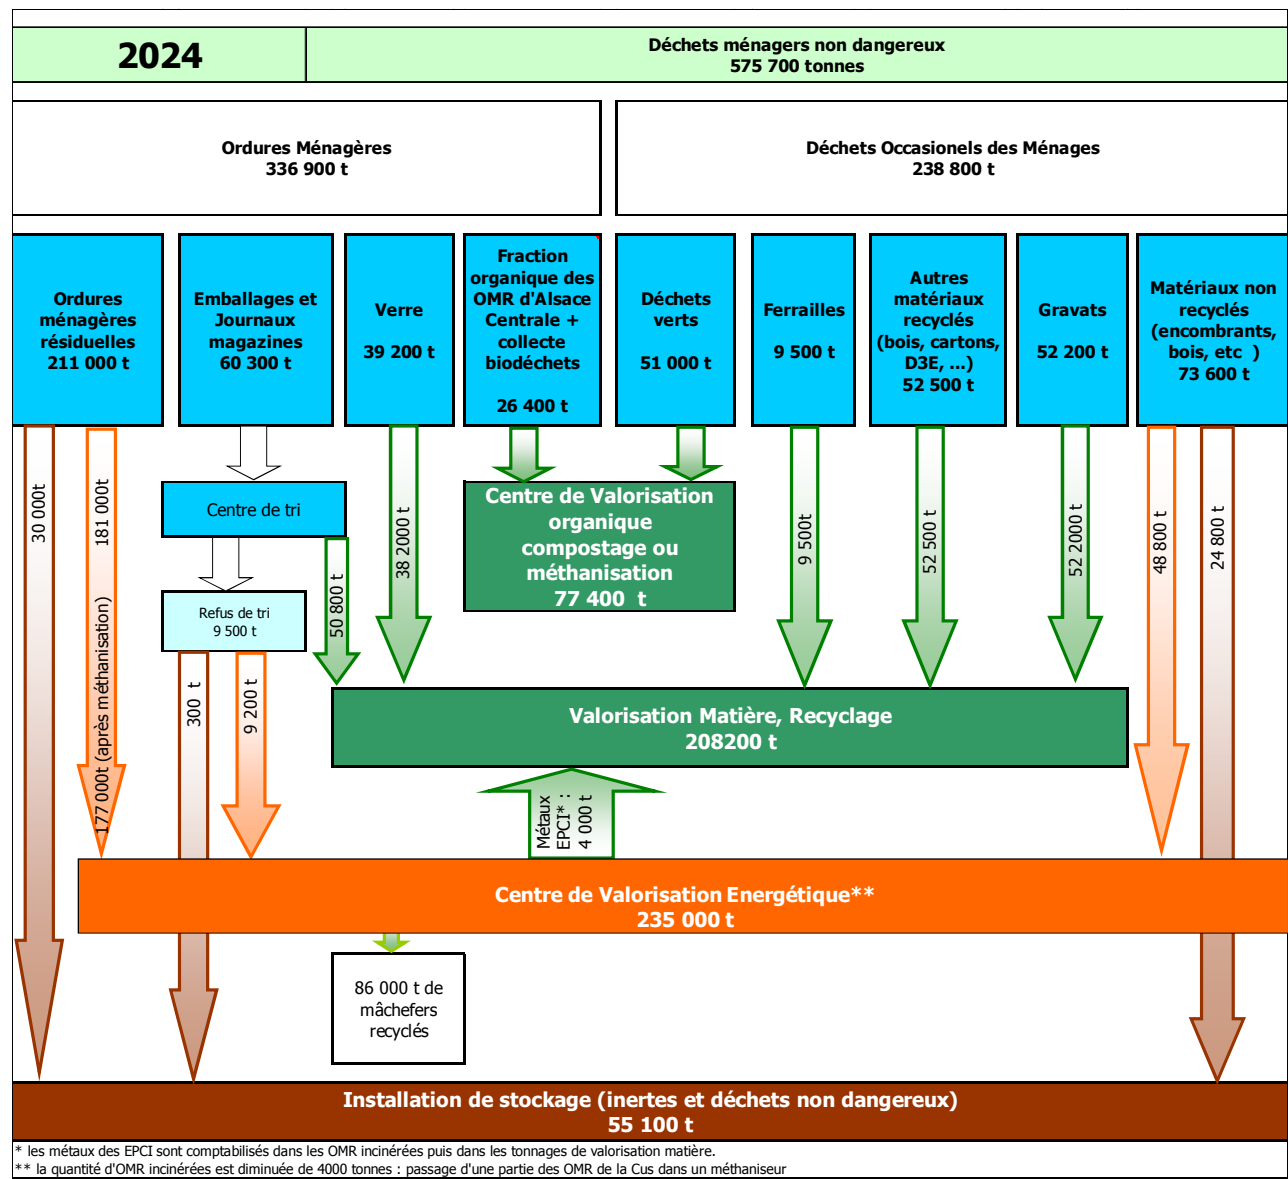 2024
Déchets ménagers non dangereux
575 700 tonnes
Ordures Ménagères
336 900 t
Déchets Occasionels des Ménages
238 800 t
Ordures
ménagères
résiduelles
211 000 t
Emballages et
Journaux
magazines
60 300 t
Verre
39 200 t
Fraction
organique des
OMR d'Alsace
Centrale +
collecte
biodéchets
26 400 t
Déchets
verts
51 000 t
Ferrailles
9 500 t
Autres
matériaux
recyclés
(bois, cartons,
D3E, ...)
52 500 t
Gravats
52 200 t
Matériaux non
recyclés
(encombrants,
bois, etc )
73 600 t
30 000t
181 000t
177 000t (après méthanisation)
Centre de tri
Refus de tri
9 500 t
300 t
9 200 t
50 800 t
38 2000 t
Centre de Valorisation
organique
compostage ou
méthanisation
77 400 t
9 500t
52 500 t
52 2000 t
48 800 t
24 800 t
Valorisation Matière, Recyclage
208200 t
Métaux
EPCI* :
4 000 t
Centre de Valorisation Energétique**
235 000 t
86 000 t de
mâchefers
recyclés
Installation de stockage (inertes et déchets non dangereux)
55 100 t
* les métaux des EPCI sont comptabilisés dans les OMR incinérées puis dans les tonnages de valorisation matière.
** la quantité d'OMR incinérées est diminuée de 4000 tonnes : passage d'une partie des OMR de la Cus dans un méthaniseur